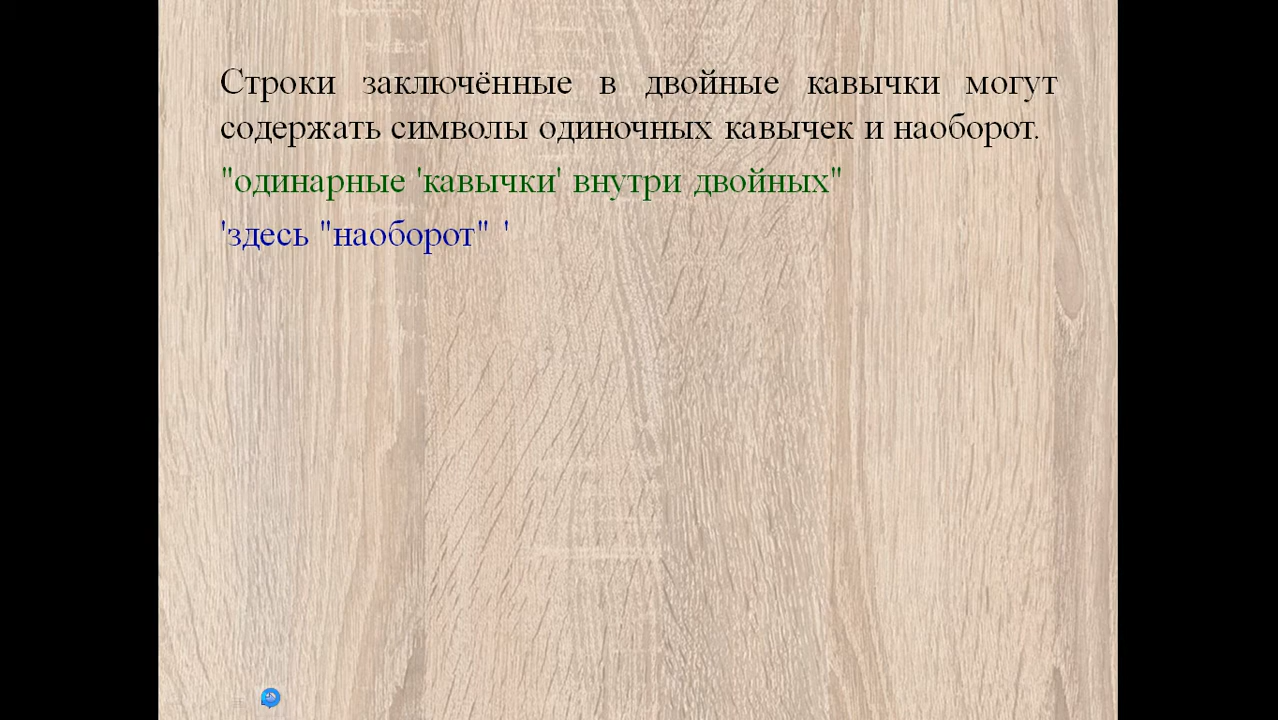 Строки заключённые в двойные кавычки могут
содержать символы одиночных кавычек и наоборот.
"одинарные 'кавычки' внутри двойных"
'здесь "наоборот" '